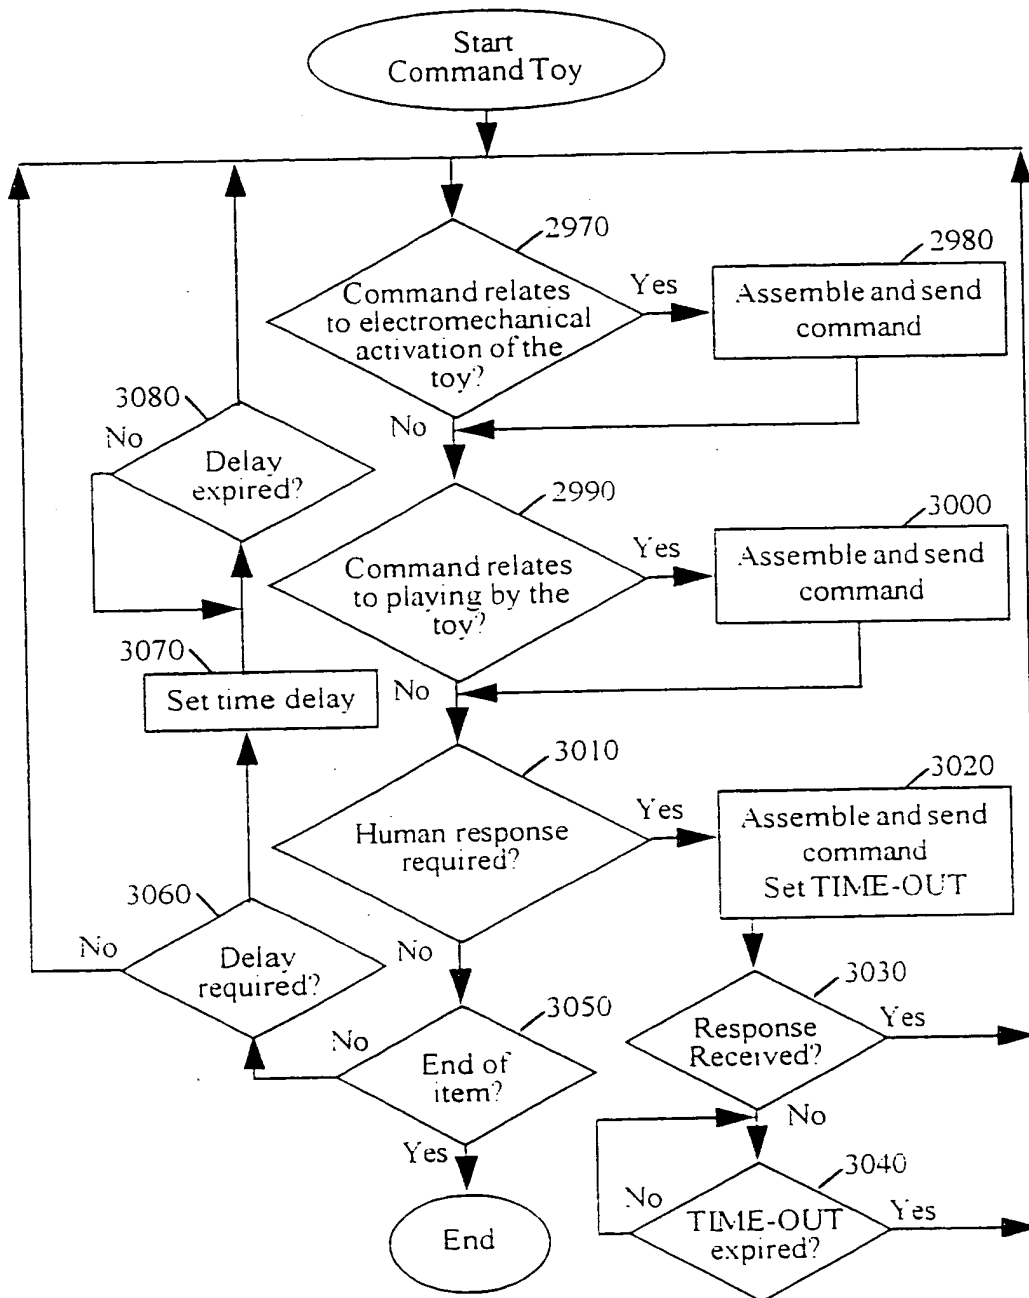 Start
Command Toy
2970
2980
Command relates
to electromechanical
activation of the
toy?
Yes
Assemble and send
command
No
3080
No
Delay
expired?
2990
3000
Command relates
to playing by the
toy?
Yes
Assemble and send
command
3070
Set time delay
No
3010
3020
Human response
required?
Yes
Assemble and send
command
Set TIME-OUT
3060
No
Delay
required?
No
3050
No
End of
item?
Yes
End
3030
Response
Received?
Yes
No
3040
No
TIME-OUT
expired?
Yes